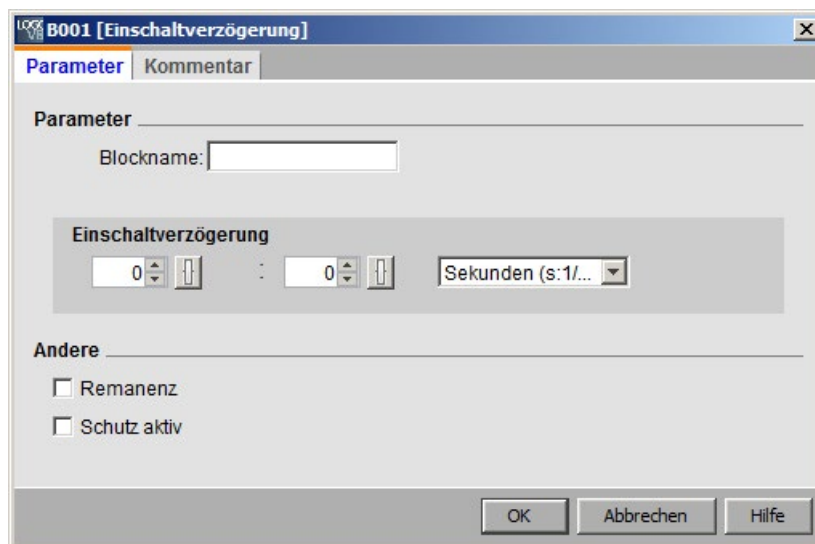 B001 [Einschaltverzögerung]
Parameter Kommentar
Parameter
Blockname:
Einschaltverzögerung
0 : 0 Sekunden (s:1/...
Andere
Remanenz
Schutz aktiv
OK Abbrechen Hilfe